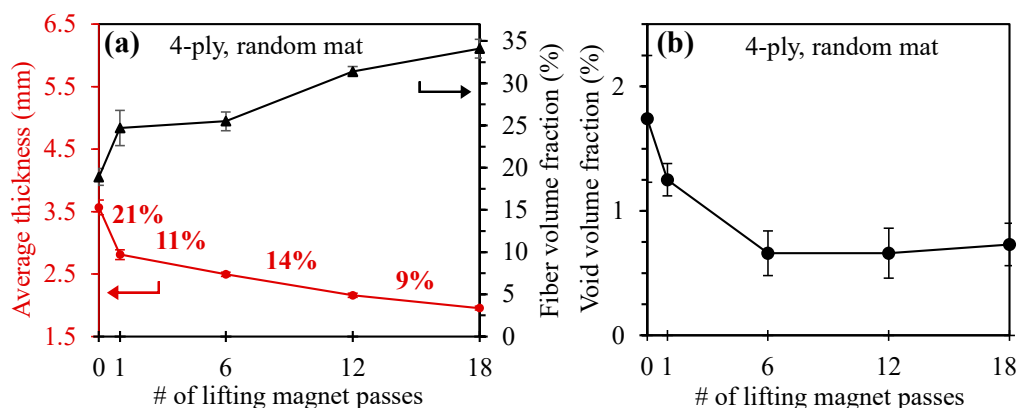 (a)
4-ply, random mat
Average thickness (mm)
6.5
5.5
4.5
3.5
2.5
1.5
21%
11%
14%
9%
35
30
25
20
15
10
5
0
Fiber volume fraction (%)
0 1 6 12 18
# of lifting magnet passes
(b)
4-ply, random mat
Void volume fraction (%)
2
1
0
0 1 6 12 18
# of lifting magnet passes